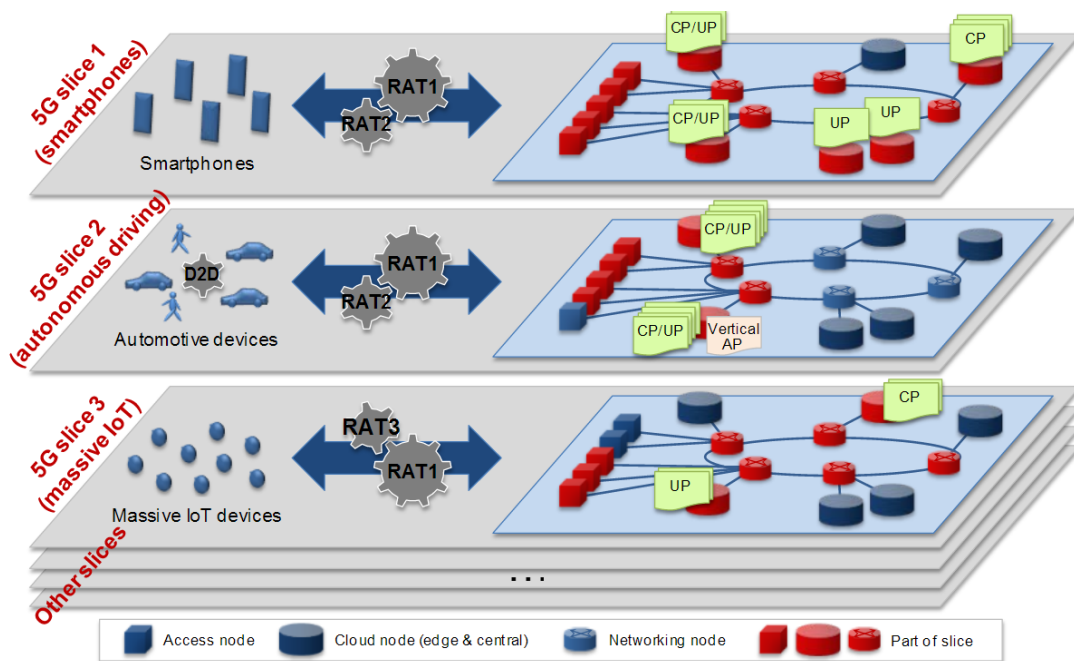 5G slice 1
(smartphones)
Smartphones
RAT1
RAT2
CP/UP
CP
CP/UP
UP
UP
5G slice 2
(autonomous driving)
D2D
Automotive devices
RAT1
RAT2
CP/UP
CP/UP
Vertical
AP
5G slice 3
(massive IoT)
Massive IoT devices
RAT3
RAT1
CP
UP
Other slices
...
Access node
Cloud node (edge & central)
Networking node
Part of slice